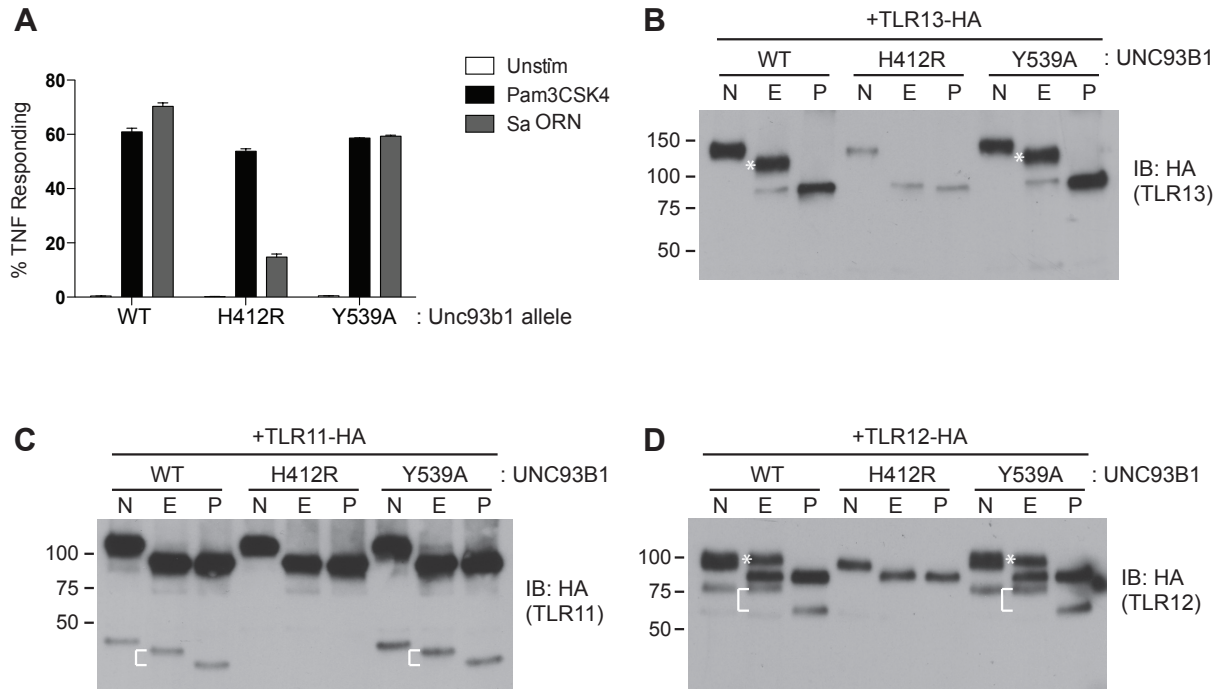 A
Unstim
Pam3CSK4
Sa ORN
% TNF Responding
80
60
40
20
0
WT H412R Y539A : Unc93b1 allele
B
+TLR13-HA
WT H412R Y539A : UNC93B1
N E P N E P N E P
150
100
75
50
*
*
IB: HA
(TLR13)
C
+TLR11-HA
WT H412R Y539A : UNC93B1
N E P N E P N E P
100
75
50
IB: HA
(TLR11)
D
+TLR12-HA
WT H412R Y539A : UNC93B1
N E P N E P N E P
100
75
50
*
*
IB: HA
(TLR12)